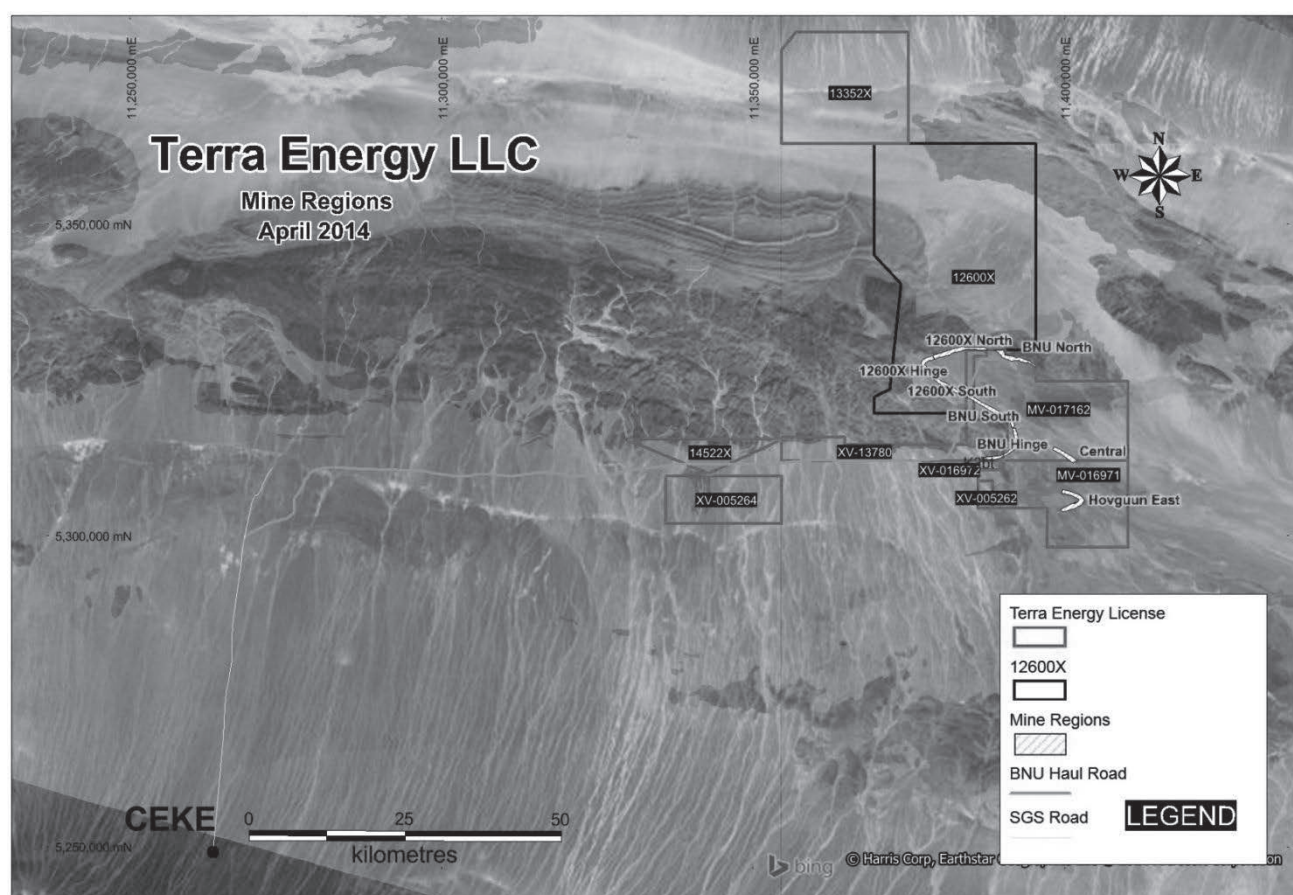 11,250,000 mE
11,300,000 mE
11,350,000 mE
11,400,000 mE
13352X
Terra Energy LLC
Mine Regions
April 2014
N
W
E
S
5,350,000 mN
12600X
12600X North
BNU North
12600X Hinge
12600X South
MV-017162
BNU South
BNU Hinge
Central
14522X
XV-13780
XV-016972
MV-016971
XV-005264
XV-005262
Hovguun East
5,300,000 mN
Terra Energy License
12600X
Mine Regions
BNU Haul Road
SGS Road
LEGEND
CEKE
0
25
50
kilometres
5,250,000 mN
bing
© Harris Corp, Earthstar